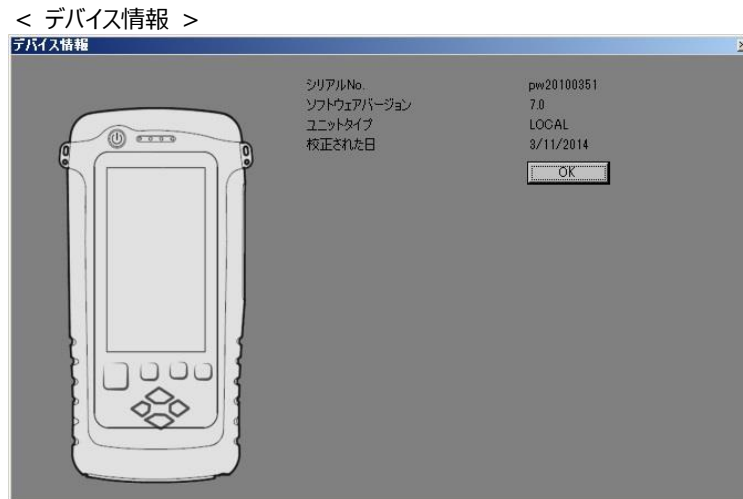 < デバイス情報 >
デバイス情報
シリアルNo. pw20100351
ソフトウェアバージョン 7.0
ユニットタイプ LOCAL
校正された日 3/11/2014
OK